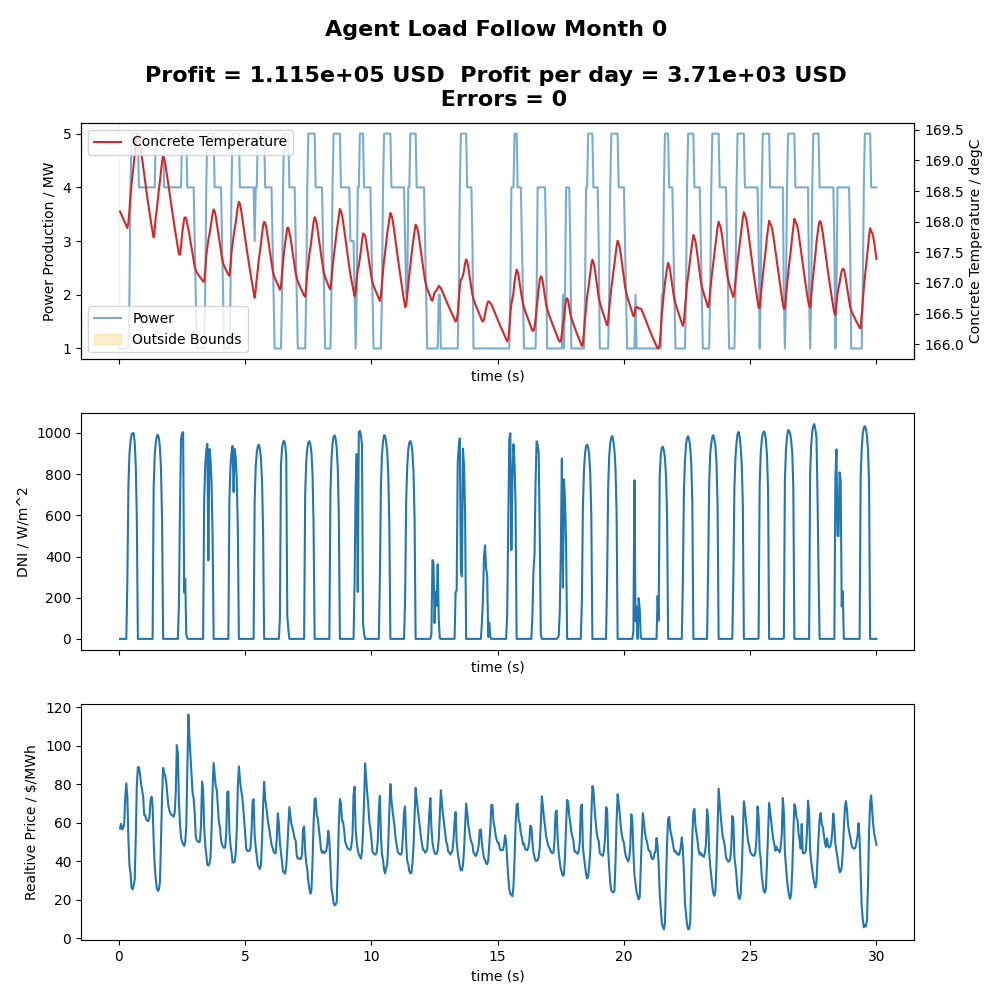 Agent Load Follow Month 0
Profit = 1.115e+05 USD  Profit per day = 3.71e+03 USD
Errors = 0
Power Production / MW
5
4
3
2
1
Concrete Temperature
Power
Outside Bounds
169.5
169.0
168.5
168.0
167.5
167.0
166.5
166.0
Concrete Temperature / degC
time (s)
DNI / W/m^2
1000
800
600
400
200
0
time (s)
Realtive Price / $/MWh
120
100
80
60
40
20
0
0 5 10 15 20 25 30
time (s)